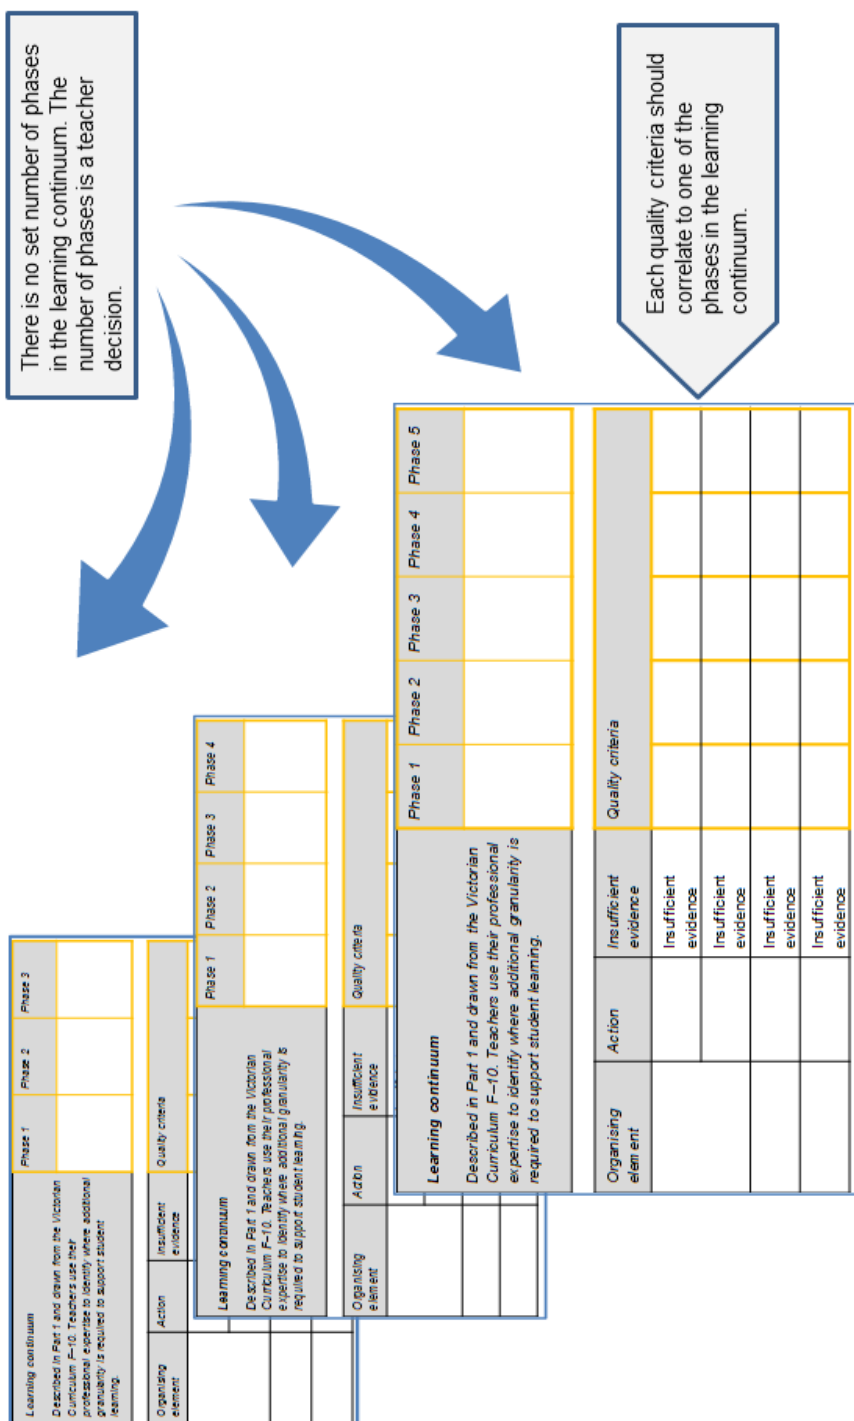 There is no set number of phases
in the learning continuum. The
number of phases is a teacher
decision.
Each quality criteria should
correlate to one of the
phases in the learning
continuum.
Learning continuum
Described in Part 1 and drawn from the Victorian
Curriculum F–10. Teachers use their
professional expertise to identify where additional
granularity is required to support student
learning.
Phase 1 Phase 2 Phase 3
Organising
element
Action
Insufficient
evidence
Quality criteria
Learning continuum
Described in Part 1 and drawn from the Victorian
Curriculum F–10. Teachers use their professional
expertise to identify where additional granularity is
required to support student learning.
Phase 1 Phase 2 Phase 3 Phase 4
Organising
element
Action
Insufficient
evidence
Quality criteria
Learning continuum
Described in Part 1 and drawn from the Victorian
Curriculum F–10. Teachers use their professional
expertise to identify where additional granularity is
required to support student learning.
Phase 1 Phase 2 Phase 3 Phase 4 Phase 5
Organising
element
Action
Insufficient
evidence
Quality criteria
Insufficient
evidence
Insufficient
evidence
Insufficient
evidence
Insufficient
evidence